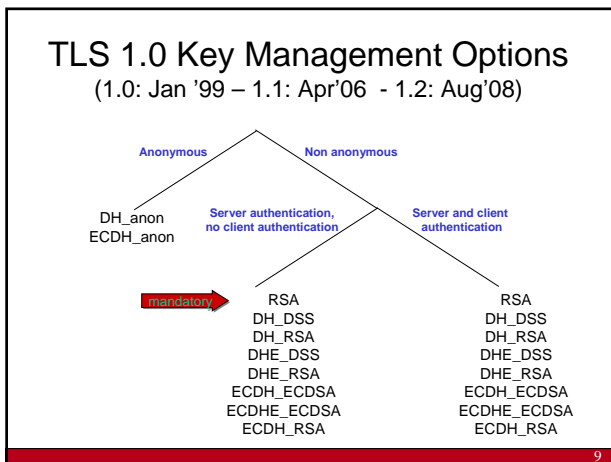 TLS 1.0 Key Management Options
(1.0: Jan ’99 – 1.1: Apr’06 - 1.2: Aug’08)
Anonymous
Non anonymous
DH_anon
ECDH_anon
Server authentication,
no client authentication
Server and client
authentication
mandatory
RSA
DH_DSS
DH_RSA
DHE_DSS
DHE_RSA
ECDH_ECDSA
ECDHE_ECDSA
ECDH_RSA
RSA
DH_DSS
DH_RSA
DHE_DSS
DHE_RSA
ECDH_ECDSA
ECDHE_ECDSA
ECDH_RSA
9